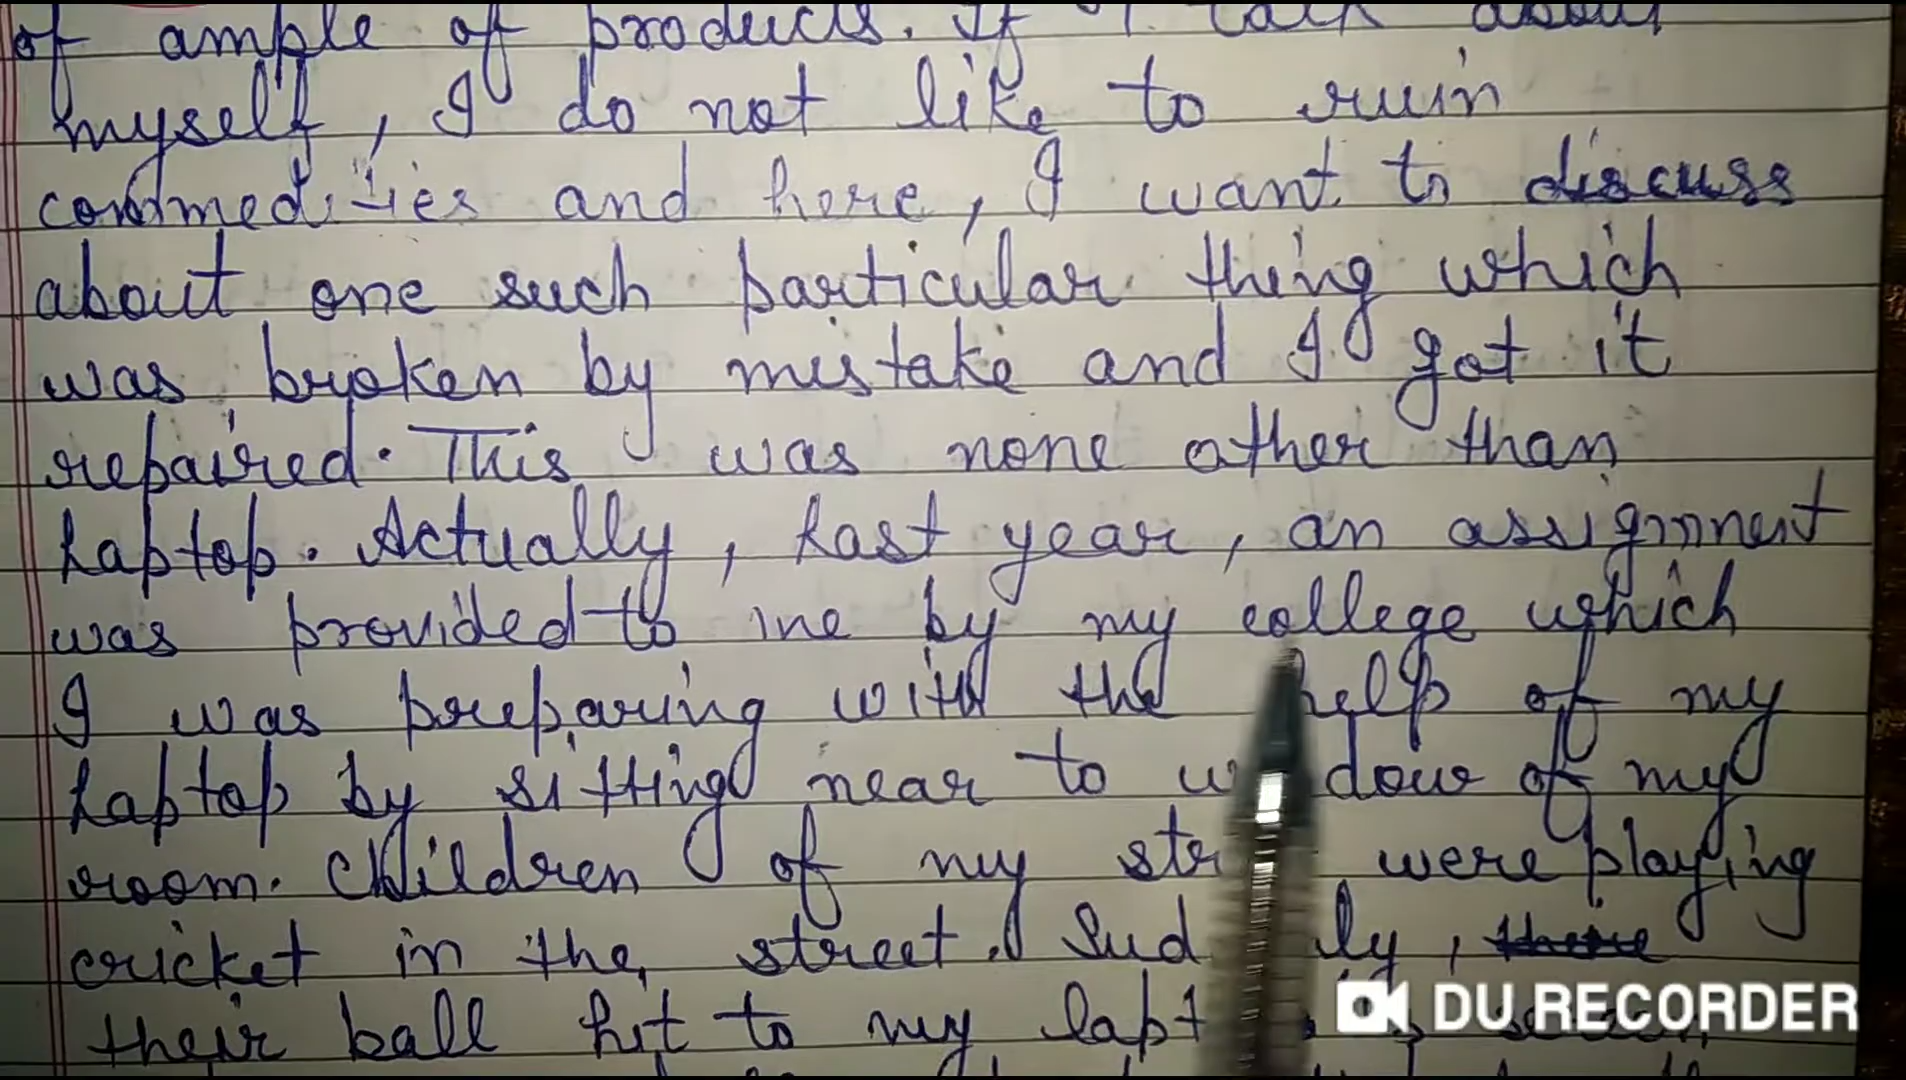 of ample of products. If I talk about
myself, I do not like to ruin
commedities and here, I want to discuss
about one such particular thing which
was broken by mistake and I got it
repaired. This was none other than
Laptop. Actually, Last year, an assignment
was provided to me by my college which
I was preparing with the help of my
Laptop by sitting near to window of my
room. Children of my street were playing
cricket in the street. Suddenly,
their ball hit to my laptop's screen
DU RECORDER